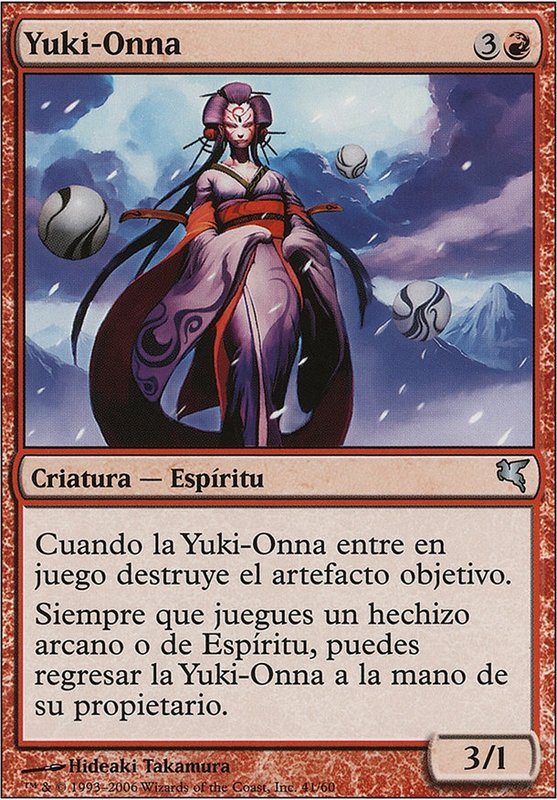 Yuki-Onna 3
Criatura — Espíritu
Cuando la Yuki-Onna entre en
juego destruye el artefacto objetivo.
Siempre que juegues un hechizo
arcano o de Espíritu, puedes
regresar la Yuki-Onna a la mano de
su propietario.
3/1
Hideaki Takamura
™ & © 1993-2006 Wizards of the Coast, Inc. 41/60